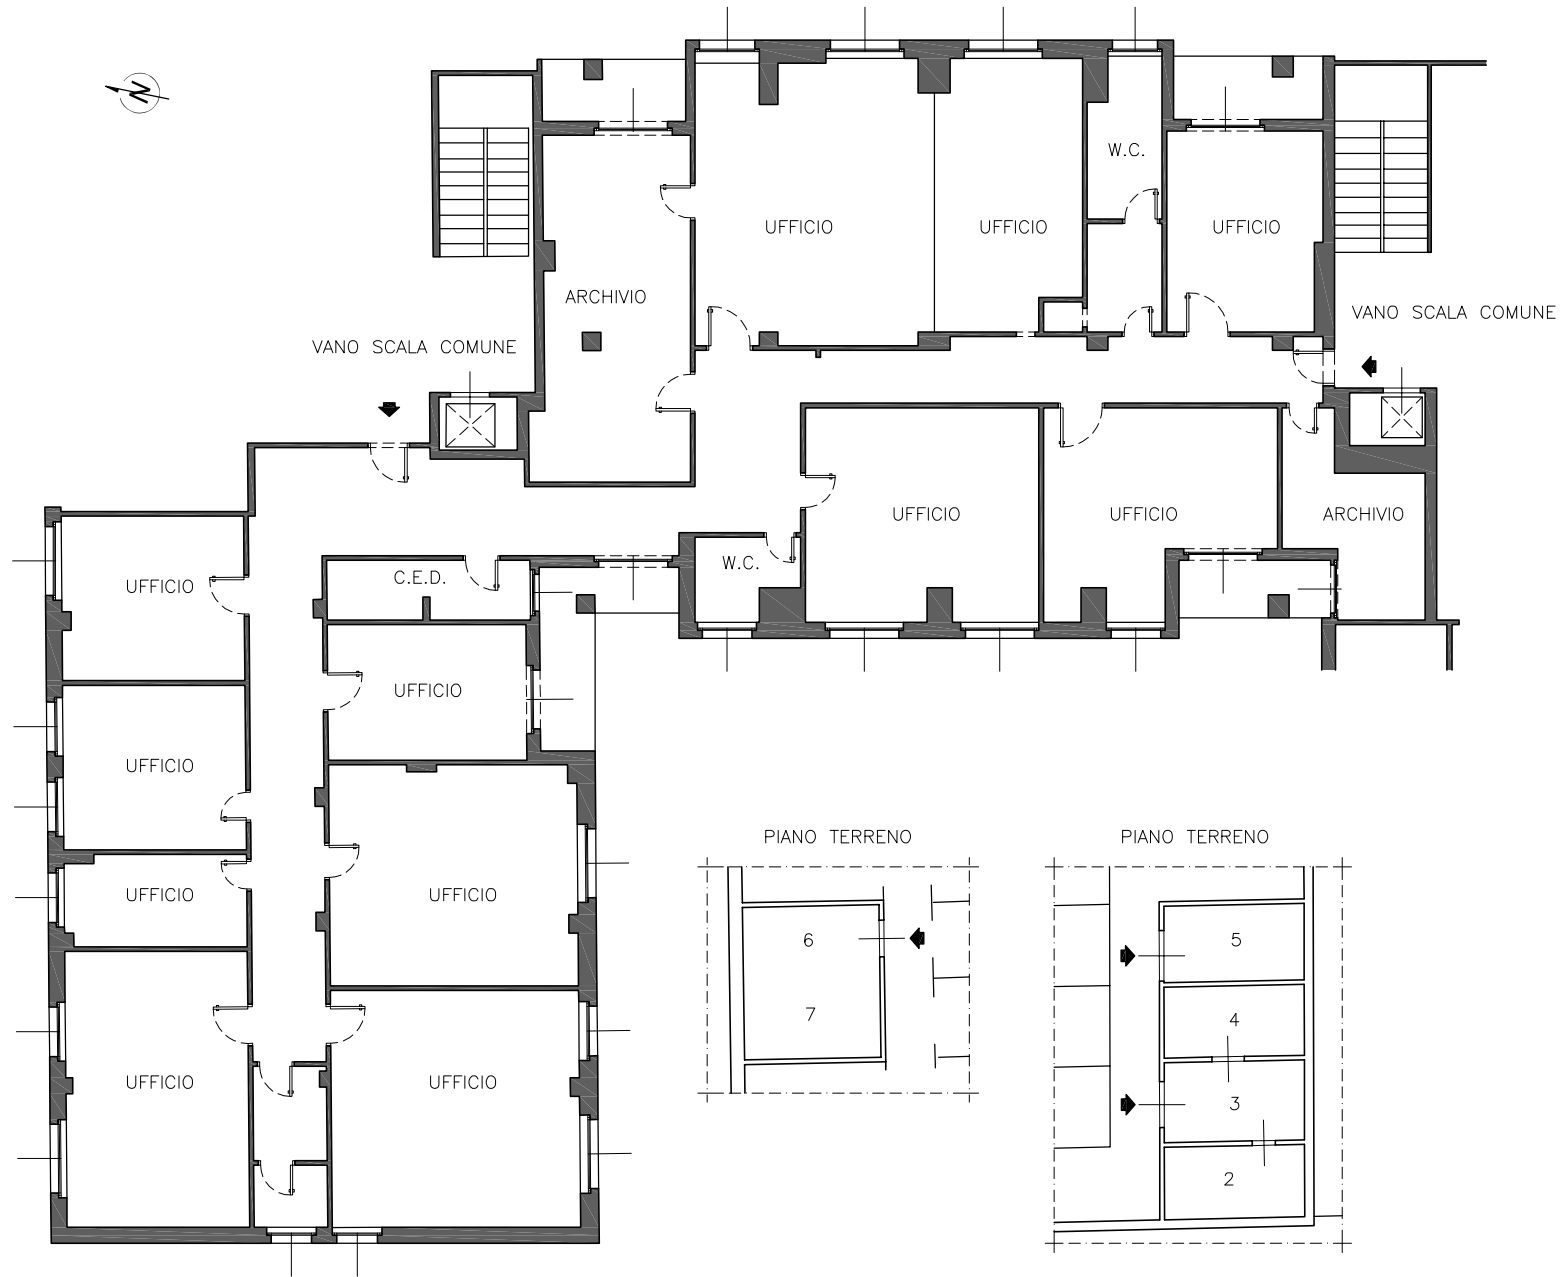 N
W.C.
UFFICIO
UFFICIO
UFFICIO
ARCHIVIO
VANO SCALA COMUNE
VANO SCALA COMUNE
UFFICIO
UFFICIO
ARCHIVIO
W.C.
C.E.D.
UFFICIO
UFFICIO
UFFICIO
UFFICIO
UFFICIO
UFFICIO
UFFICIO
UFFICIO
PIANO TERRENO
6
7
PIANO TERRENO
5
4
3
2